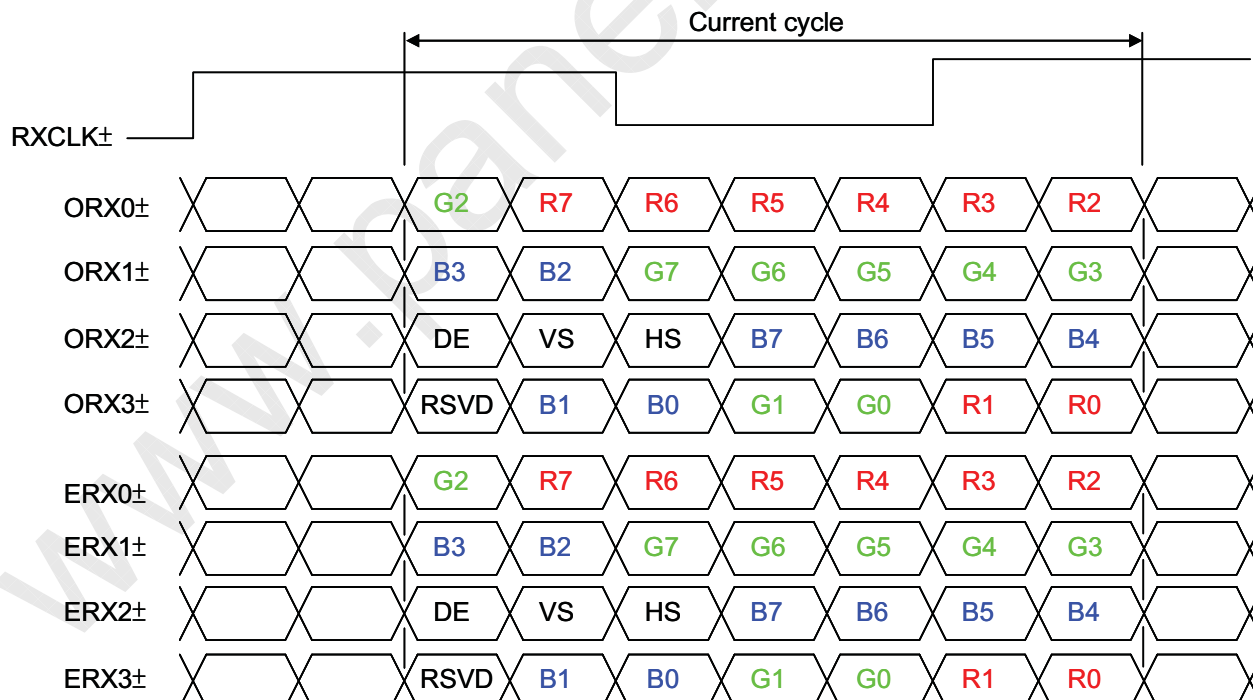 Current cycle
RXCLK±
ORX0± G2 R7 R6 R5 R4 R3 R2
ORX1± B3 B2 G7 G6 G5 G4 G3
ORX2± DE VS HS B7 B6 B5 B4
ORX3± RSVD B1 B0 G1 G0 R1 R0
ERX0± G2 R7 R6 R5 R4 R3 R2
ERX1± B3 B2 G7 G6 G5 G4 G3
ERX2± DE VS HS B7 B6 B5 B4
ERX3± RSVD B1 B0 G1 G0 R1 R0
www.pane